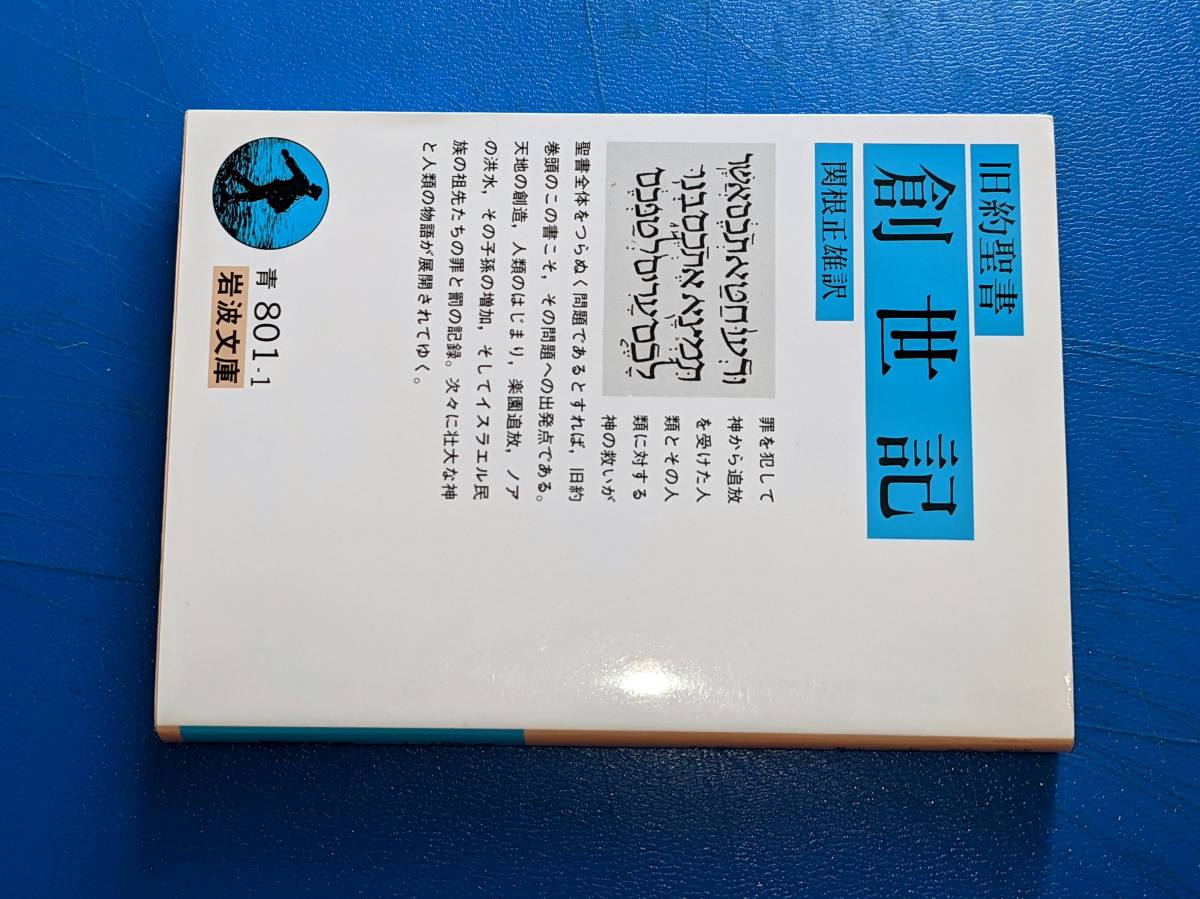 旧約聖書
創世記
関根正雄訳
罪を犯して
神から追放
を受けた人
類とその人
類に対する
神の救いが
聖書全体をつらぬく問題であるとすれば，旧約
巻頭のこの書こそ，その問題への出発点である。
天地の創造，人類のはじまり，楽園追放，ノア
の洪水，その子孫の増加，そしてイスラエル民
族の祖先たちの罪と罰の記録。次々に壮大な神
と人類の物語が展開されてゆく。
青 801-1
岩波文庫